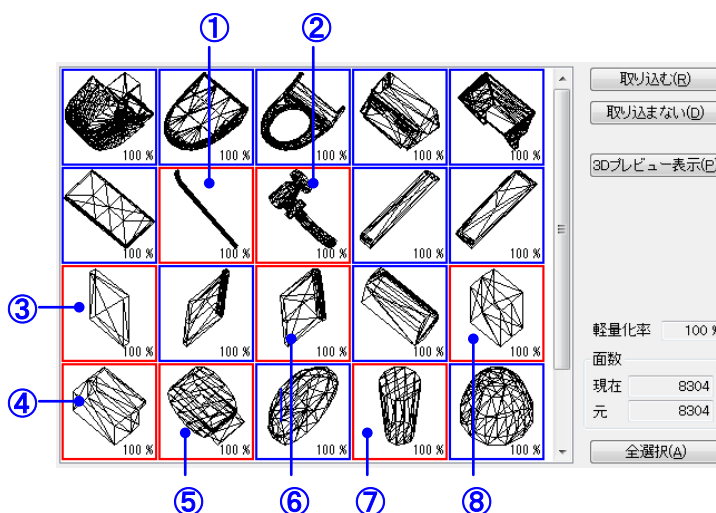 ① ②
取り込む(R)
取り込まない(D)
3Dプレビュー表示(P)
100 % 100 % 100 % 100 % 100 %
100 % 100 % 100 % 100 % 100 %
③ 100 % 100 % 100 % 100 % 100 %
④ 100 % 100 % 100 % 100 % 100 %
軽量化率 100 %
面数
現在 8304
元 8304
全選択(A)
⑤ ⑥ ⑦ ⑧